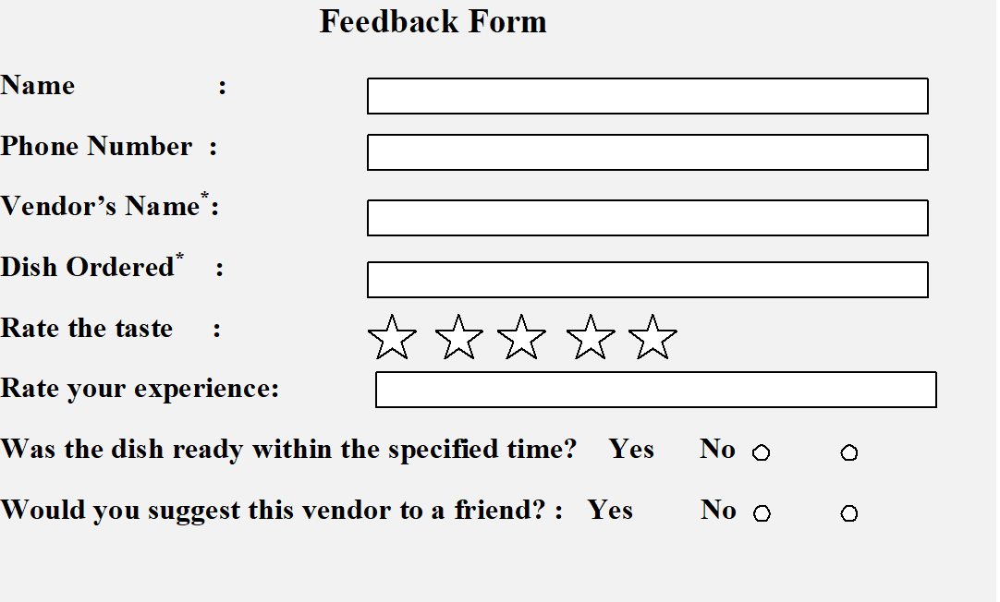 Feedback Form
Name :
Phone Number :
Vendor’s Name*:
Dish Ordered* :
Rate the taste :
Rate your experience:
Was the dish ready within the specified time? Yes No
Would you suggest this vendor to a friend? : Yes No